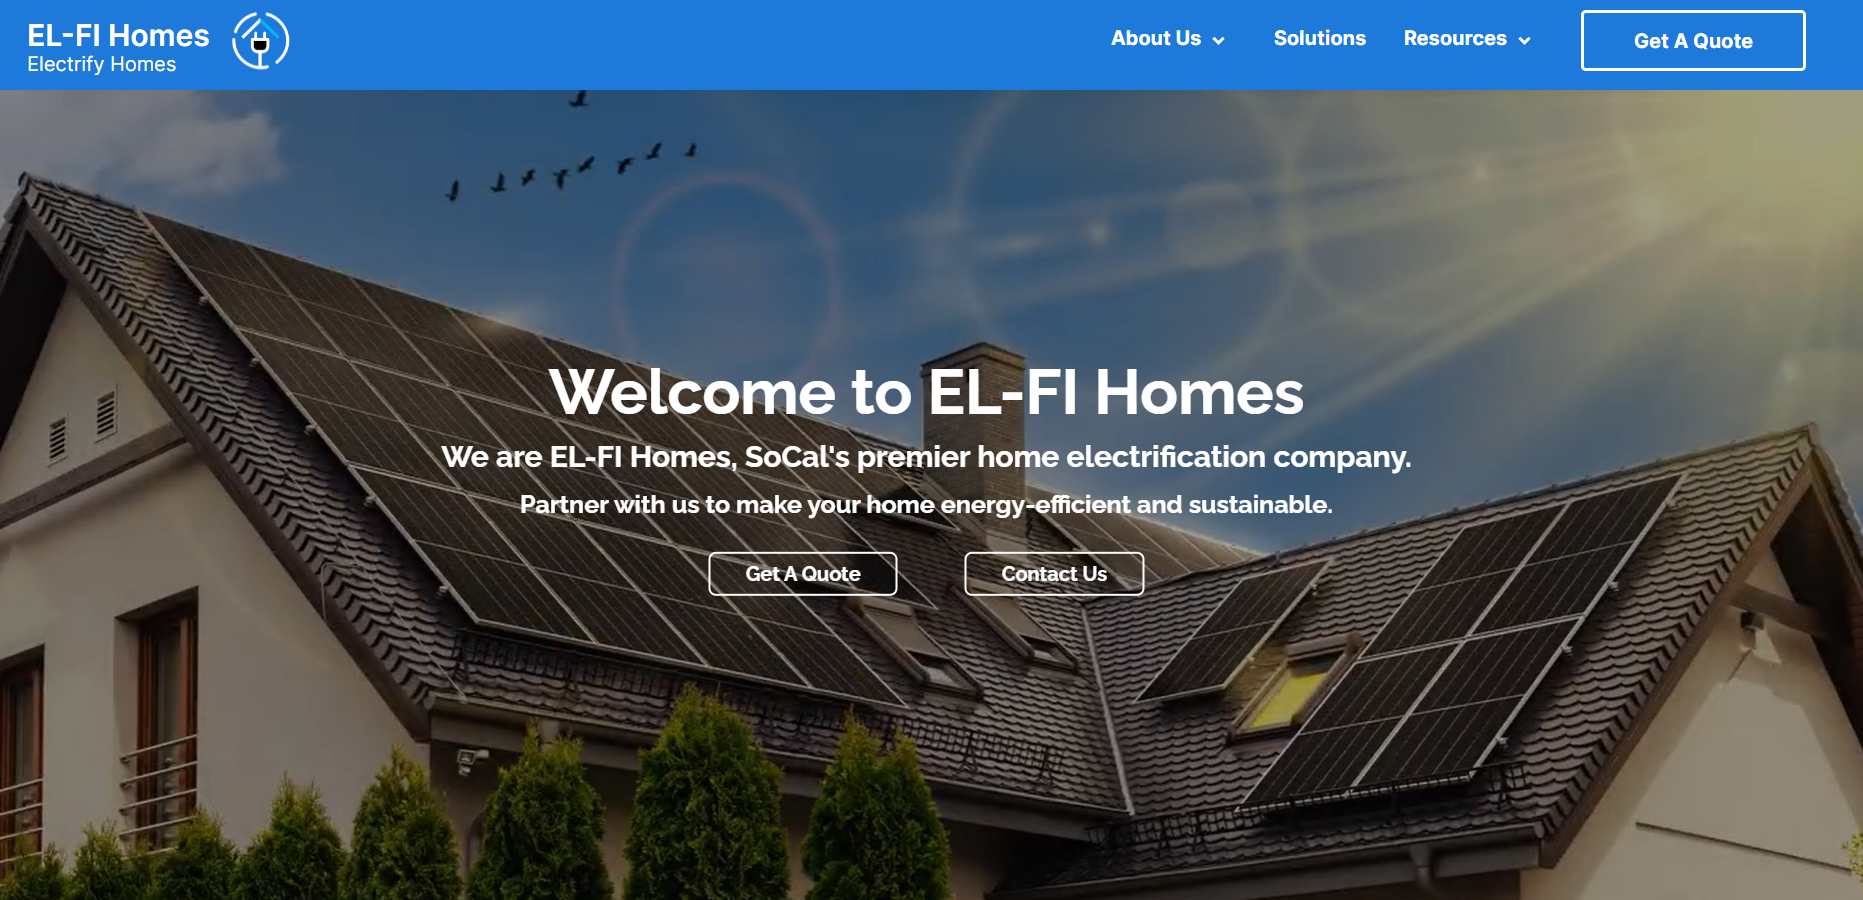 EL-FI Homes
Electrify Homes
About Us
Solutions
Resources
Get A Quote
Welcome to EL-FI Homes
We are EL-FI Homes, SoCal's premier home electrification company.
Partner with us to make your home energy-efficient and sustainable.
Get A Quote
Contact Us